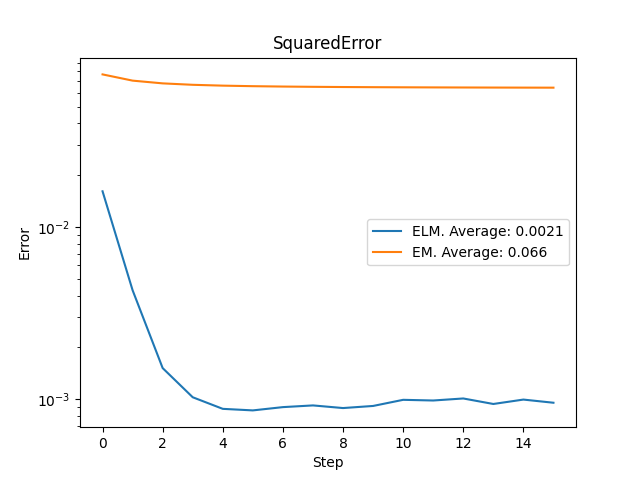 SquaredError
Error
10⁻²
10⁻³
ELM. Average: 0.0021
EM. Average: 0.066
0 2 4 6 8 10 12 14
Step